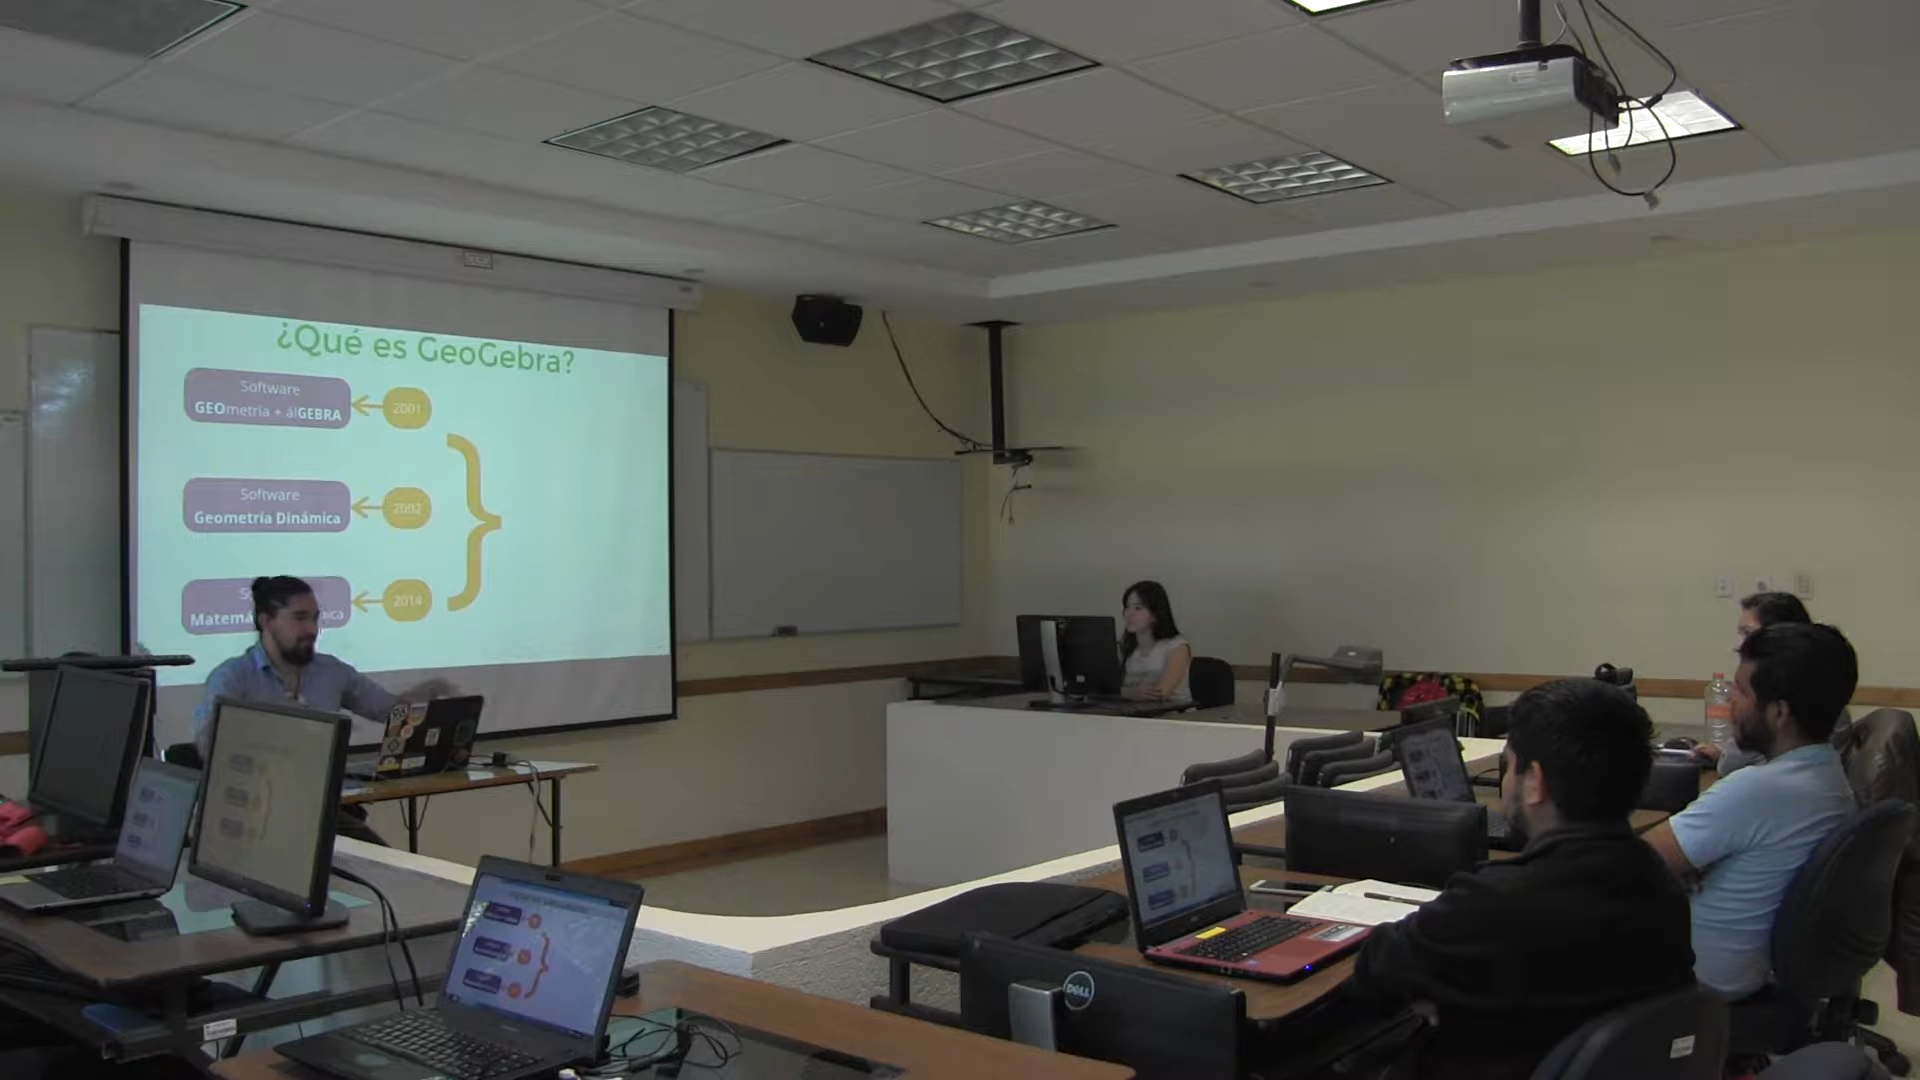 ¿Qué es GeoGebra?
Software
GEOmetría + álGEBRA
2001
Software
Geometría Dinámica
2002
2014
DELL